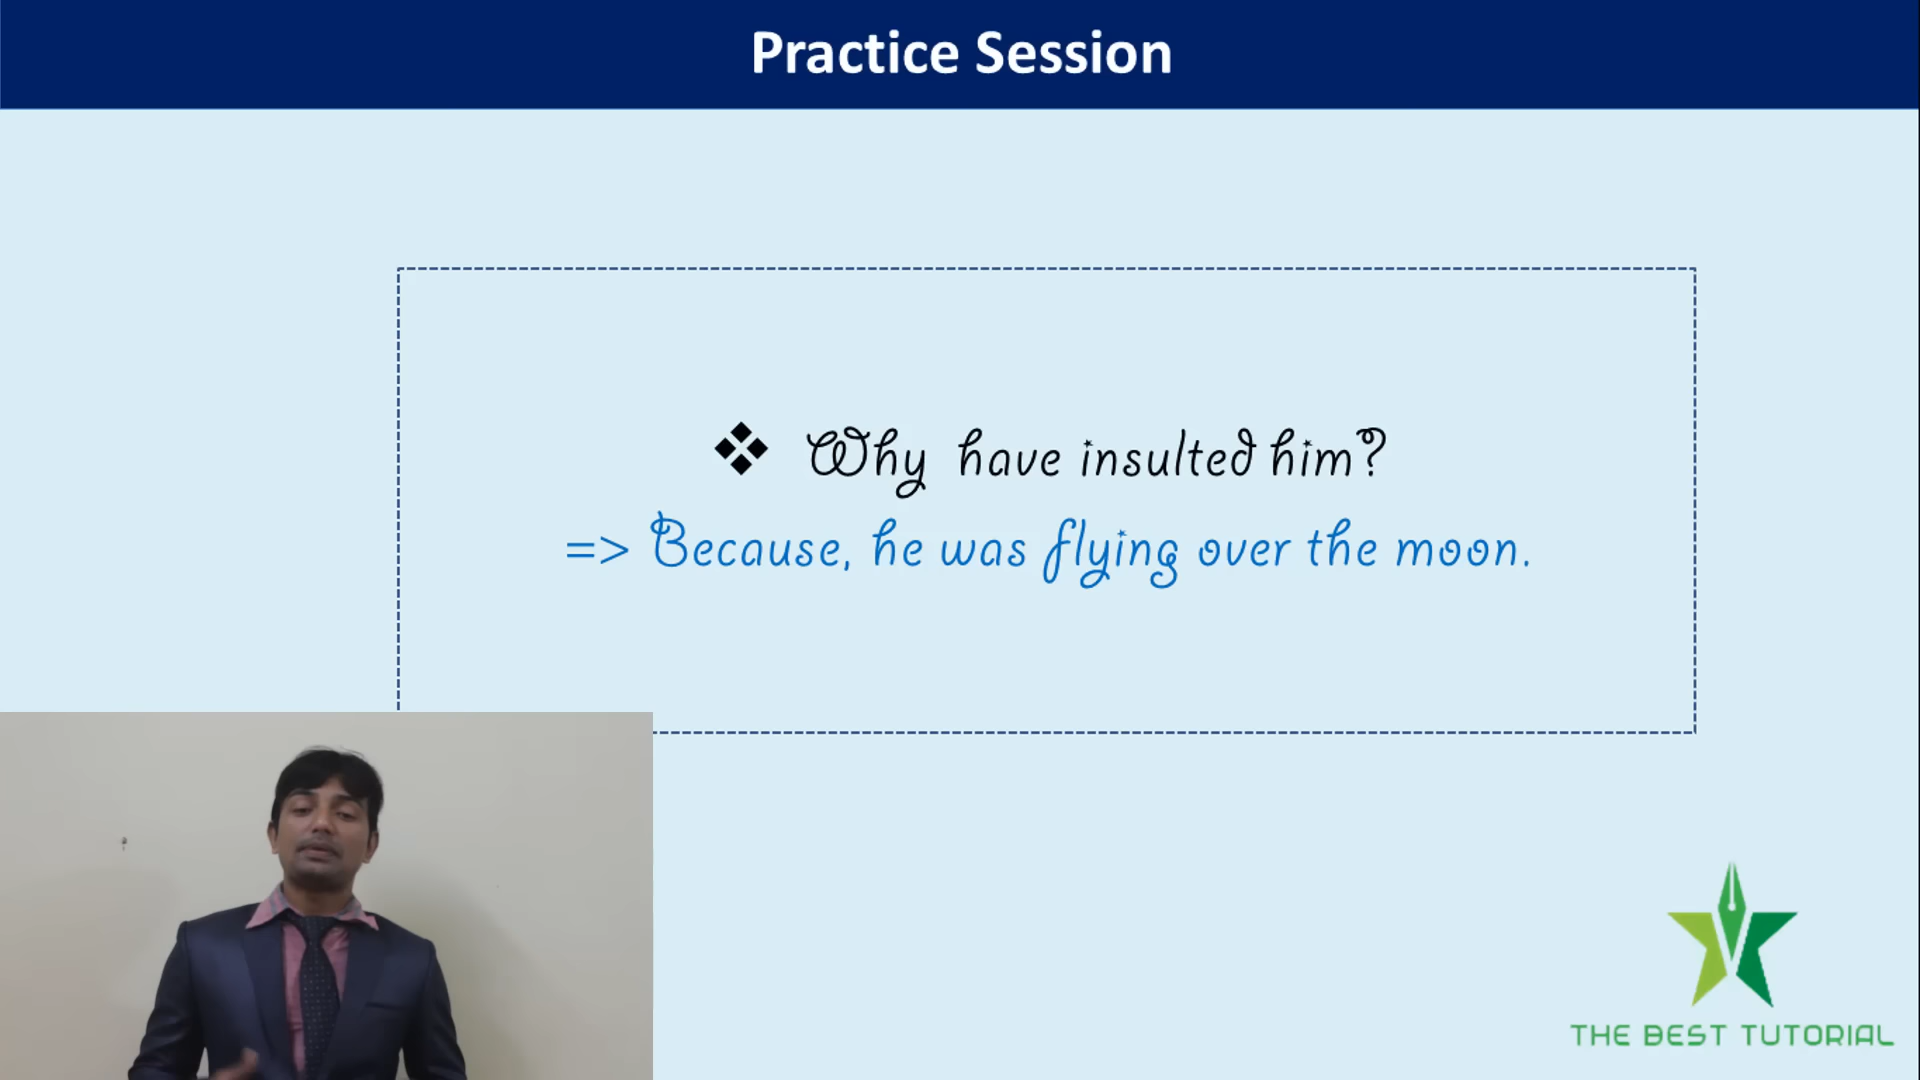 Practice Session
❖ Why have insulted him?
=> Because, he was flying over the moon.
THE BEST TUTORIAL